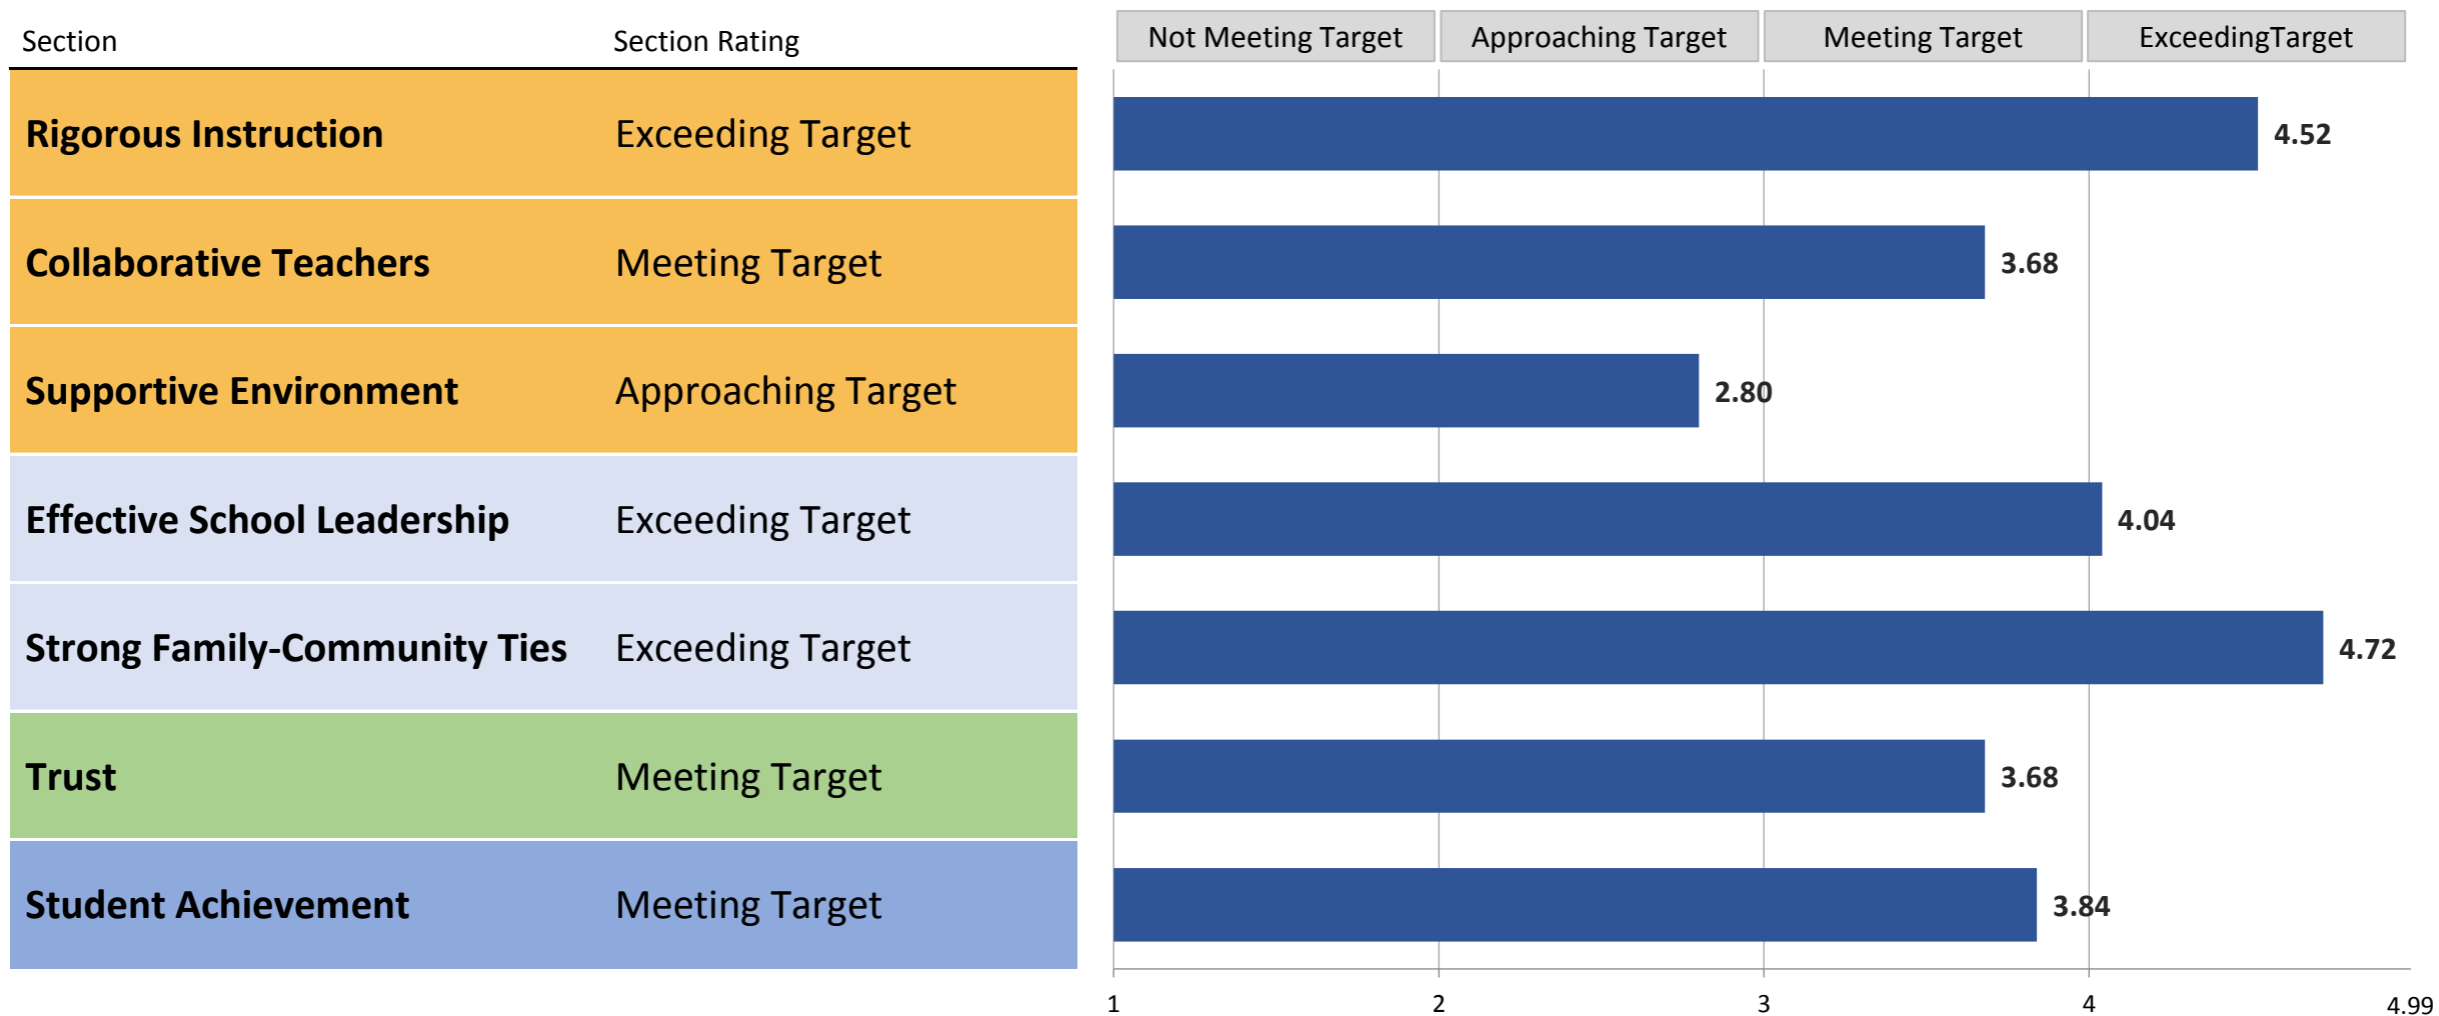 Section Section Rating Not Meeting Target Approaching Target Meeting Target ExceedingTarget
Rigorous Instruction Exceeding Target 4.52
Collaborative Teachers Meeting Target 3.68
Supportive Environment Approaching Target 2.80
Effective School Leadership Exceeding Target 4.04
Strong Family-Community Ties Exceeding Target 4.72
Trust Meeting Target 3.68
Student Achievement Meeting Target 3.84
1 2 3 4 4.99